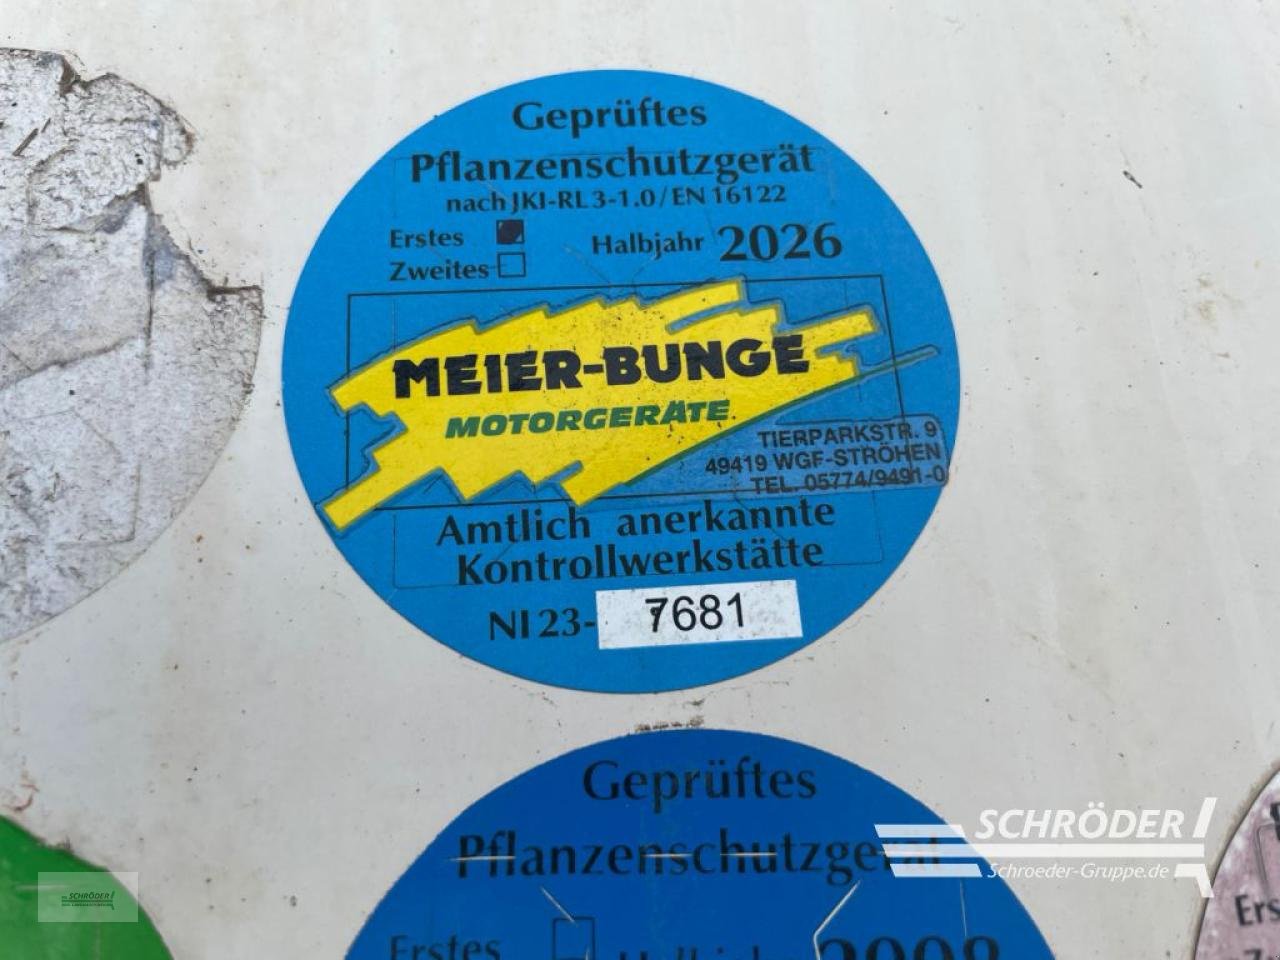 Geprüftes
Pflanzenschutzgerät
nach JKI-RL 3-1.0/EN 16122
Erstes
Zweites
Halbjahr 2026
MEIER-BUNGE
MOTORGERÄTE
TIERPARKSTR. 9
49419 WGF-STRÖHEN
TEL. 05774/9491-0
Amtlich anerkannte
Kontrollwerkstätte
NI 23-7681
Geprüftes
Pflanzenschutzgerät
Erstes
SCHRÖDER
Schroeder-Gruppe.de
SCHRÖDER
Ers